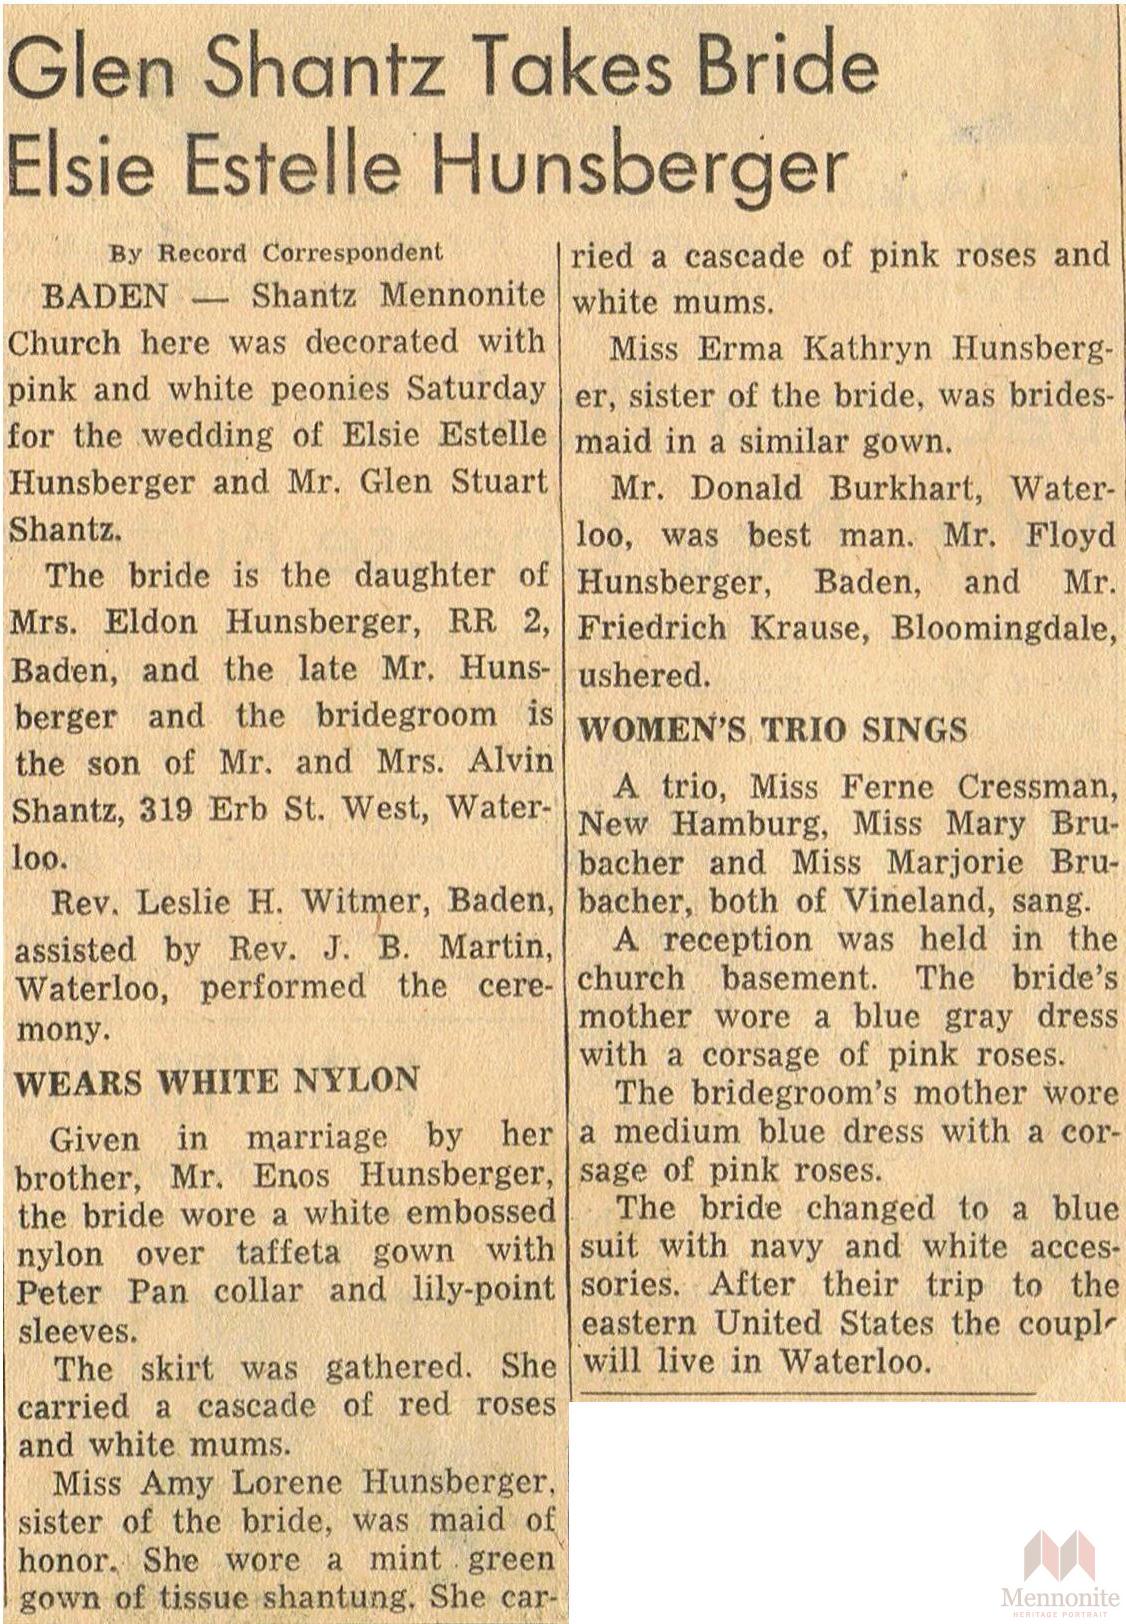 Glen Shantz Takes Bride
Elsie Estelle Hunsberger
By Record Correspondent
BADEN — Shantz Mennonite
Church here was decorated with
pink and white peonies Saturday
for the wedding of Elsie Estelle
Hunsberger and Mr. Glen Stuart
Shantz.
The bride is the daughter of
Mrs. Eldon Hunsberger, RR 2,
Baden, and the late Mr. Huns-
berger and the bridegroom is
the son of Mr. and Mrs. Alvin
Shantz, 319 Erb St. West, Water-
loo.
Rev. Leslie H. Witmer, Baden,
assisted by Rev. J. B. Martin,
Waterloo, performed the cere-
mony.
WEARS WHITE NYLON
Given in marriage by her
brother, Mr. Enos Hunsberger,
the bride wore a white embossed
nylon over taffeta gown with
Peter Pan collar and lily-point
sleeves.
The skirt was gathered. She
carried a cascade of red roses
and white mums.
Miss Amy Lorene Hunsberger,
sister of the bride, was maid of
honor. She wore a mint green
gown of tissue shantung. She car-
ried a cascade of pink roses and
white mums.
Miss Erma Kathryn Hunsberg-
er, sister of the bride, was brides-
maid in a similar gown.
Mr. Donald Burkhart, Water-
loo, was best man. Mr. Floyd
Hunsberger, Baden, and Mr.
Friedrich Krause, Bloomingdale,
ushered.
WOMEN'S TRIO SINGS
A trio, Miss Ferne Cressman,
New Hamburg, Miss Mary Bru-
bacher and Miss Marjorie Bru-
bacher, both of Vineland, sang.
A reception was held in the
church basement. The bride's
mother wore a blue gray dress
with a corsage of pink roses.
The bridegroom's mother wore
a medium blue dress with a cor-
sage of pink roses.
The bride changed to a blue
suit with navy and white acces-
sories. After their trip to the
eastern United States the couple
will live in Waterloo.
Mennonite
HERITAGE PORTRAIT